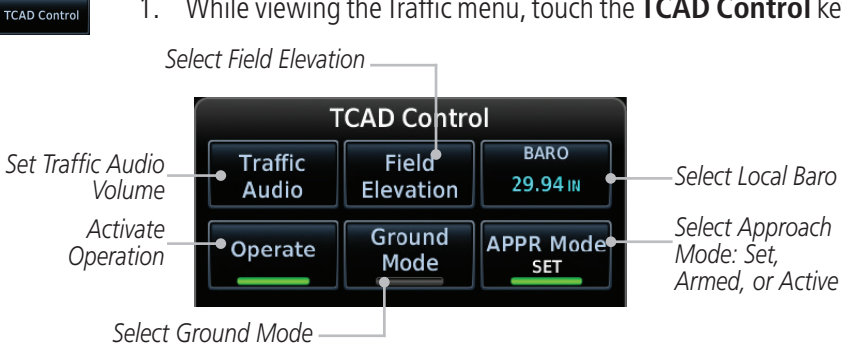 TCAD Control
1. While viewing the Traffic menu, touch the TCAD Control ke
Select Field Elevation
TCAD Control
Set Traffic Audio
Volume
Traffic
Audio
Field
Elevation
BARO
29.94 IN
Select Local Baro
Activate
Operation
Operate
Ground
Mode
APPR Mode
SET
Select Approach
Mode: Set,
Armed, or Active
Select Ground Mode